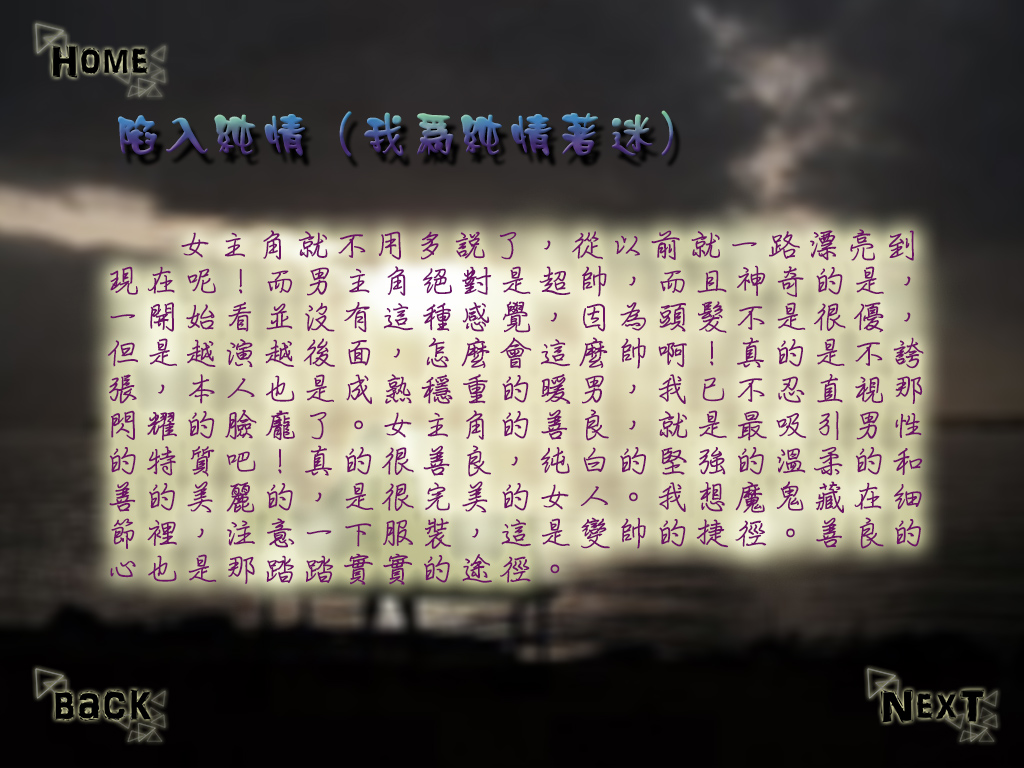 HOME
陷入純情（我為純情著迷）
女主角就不用多説了，從以前就一路漂亮到
現在呢！而男主角絕對是超帥，而且神奇的是，
一開始看並沒有這種感覺，因為頭髮不是很優，
但是越演越後面，怎麼會這麼帥啊！真的是不誇
張，本人也是成熟穩重的暖男，我已不忍直視那
閃耀的臉龐了。女主角的善良，就是最吸引男性
的特質吧！真的很善良，純白的堅強的溫柔的和
善的美麗的，是很完美的女人。我想魔鬼藏在細
節裡，注意一下服裝，這是變帥的捷徑。善良的
心也是那踏踏實實的途徑。
BACK
NEXT